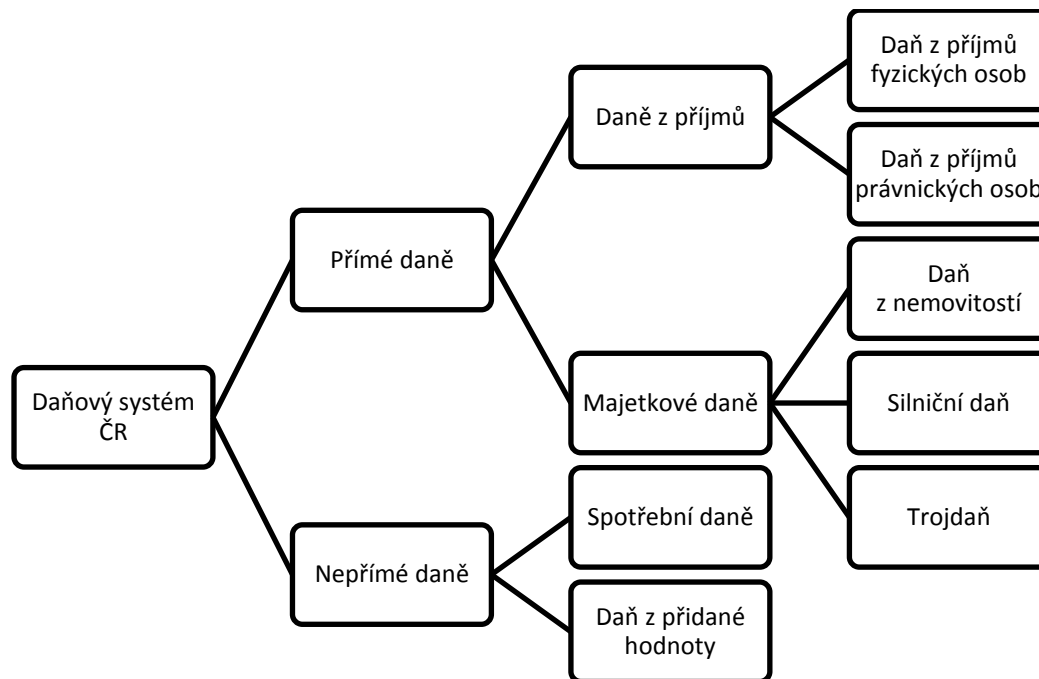 Daňový systém
ČR
Přímé daně
Daně z příjmů
Daň z příjmů
fyzických osob
Daň z příjmů
právnických osob
Majetkové daně
Daň
z nemovitostí
Silniční daň
Trojdaň
Nepřímé daně
Spotřební daně
Daň z přidané
hodnoty